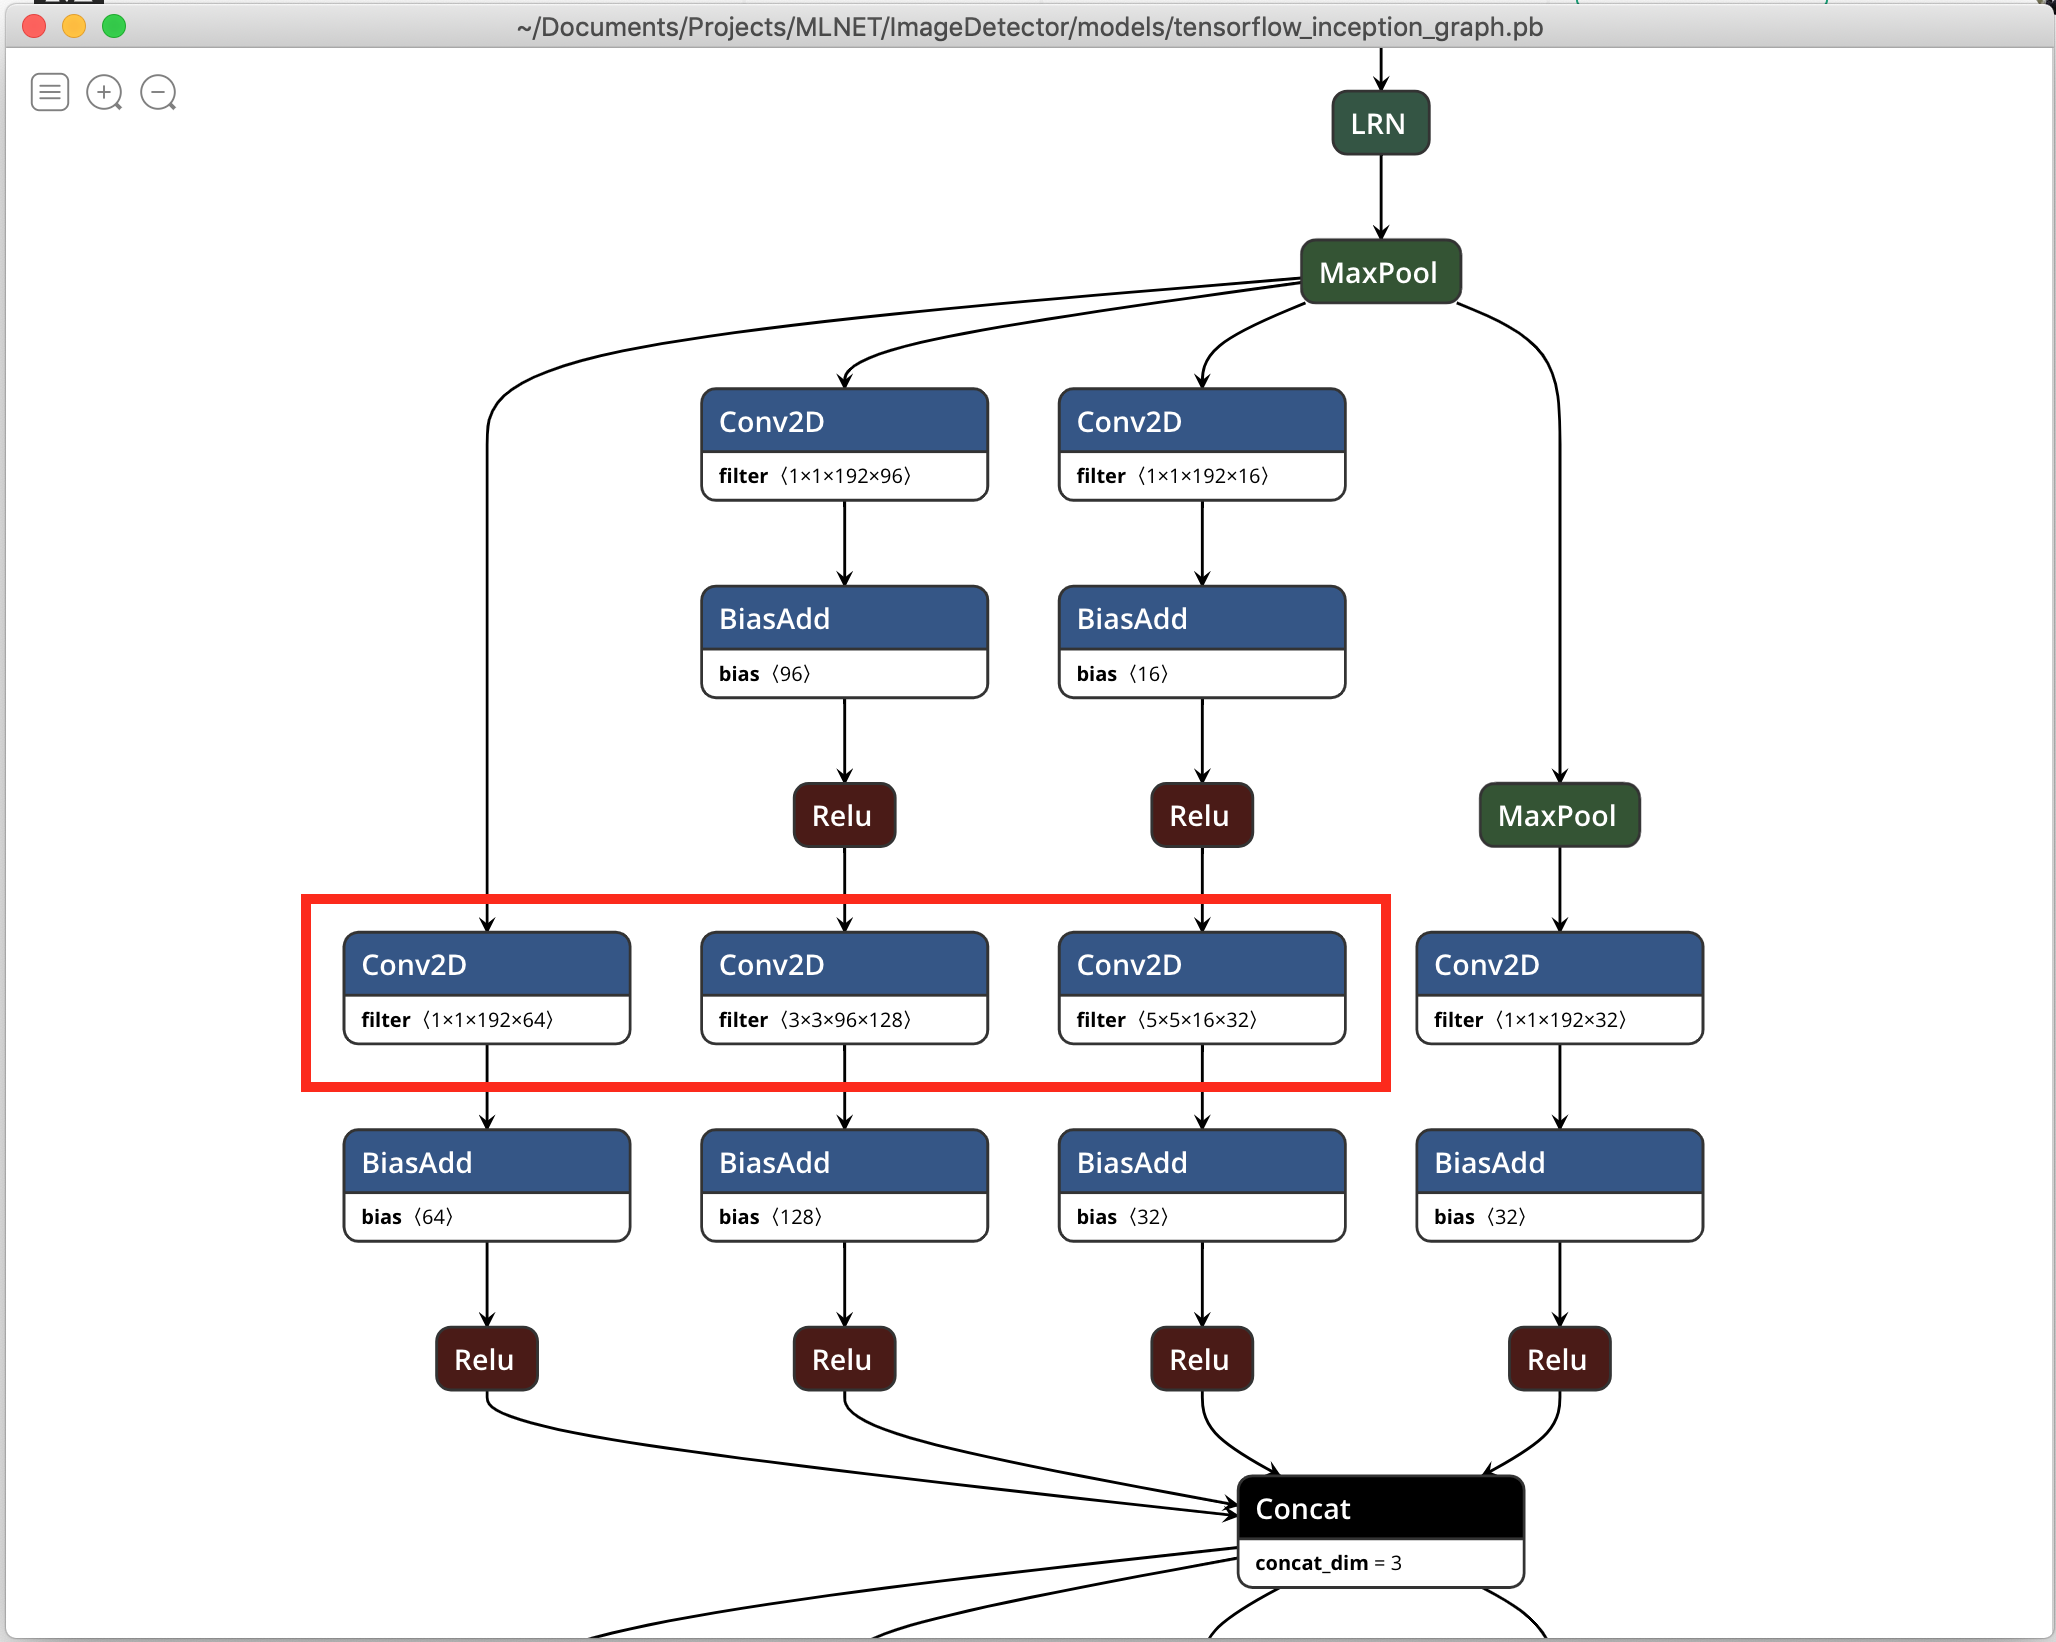 ~/Documents/Projects/MLNET/ImageDetector/models/tensorflow_inception_graph.pb
LRN
MaxPool
Conv2D
filter 〈1×1×192×96〉
Conv2D
filter 〈1×1×192×16〉
BiasAdd
bias 〈96〉
BiasAdd
bias 〈16〉
Relu
Relu
MaxPool
Conv2D
filter 〈1×1×192×64〉
Conv2D
filter 〈3×3×96×128〉
Conv2D
filter 〈5×5×16×32〉
Conv2D
filter 〈1×1×192×32〉
BiasAdd
bias 〈64〉
BiasAdd
bias 〈128〉
BiasAdd
bias 〈32〉
BiasAdd
bias 〈32〉
Relu
Relu
Relu
Relu
Concat
concat_dim = 3